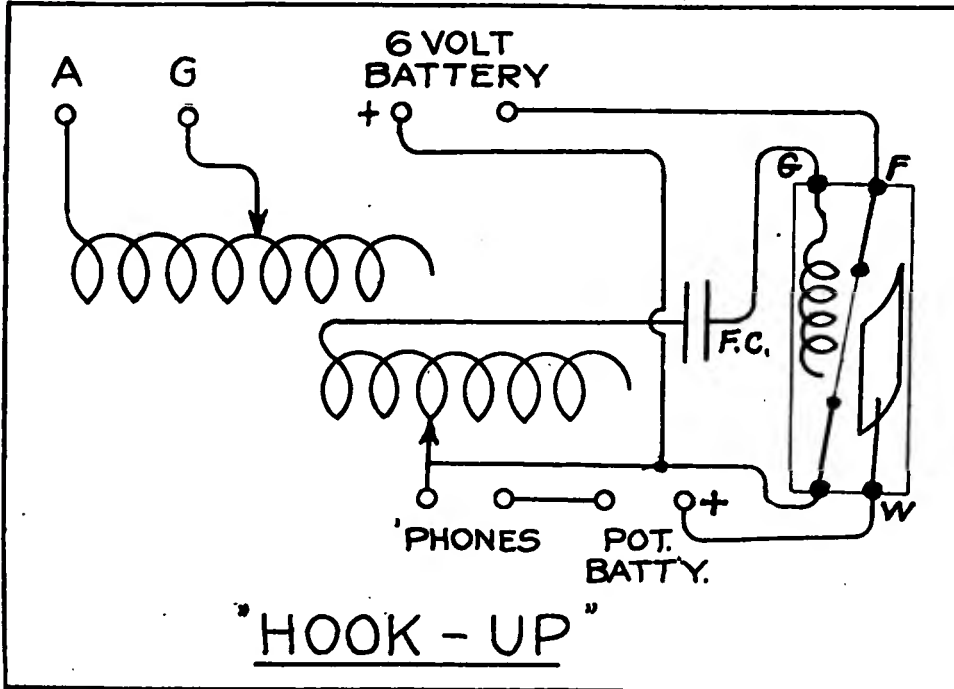 6 VOLT
BATTERY
A G
+
G F
F.C.
+
W
'PHONES
POT.
BATT'Y.
"HOOK - UP"